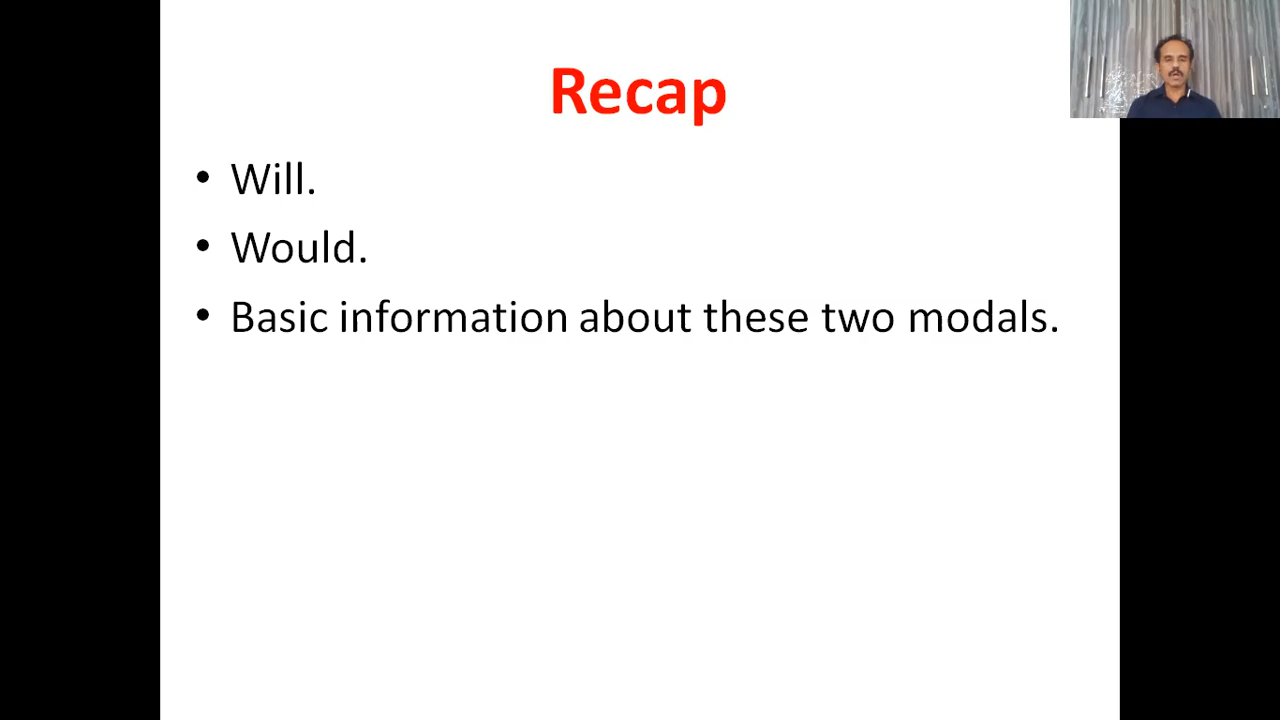 Recap
• Will.
• Would.
• Basic information about these two modals.